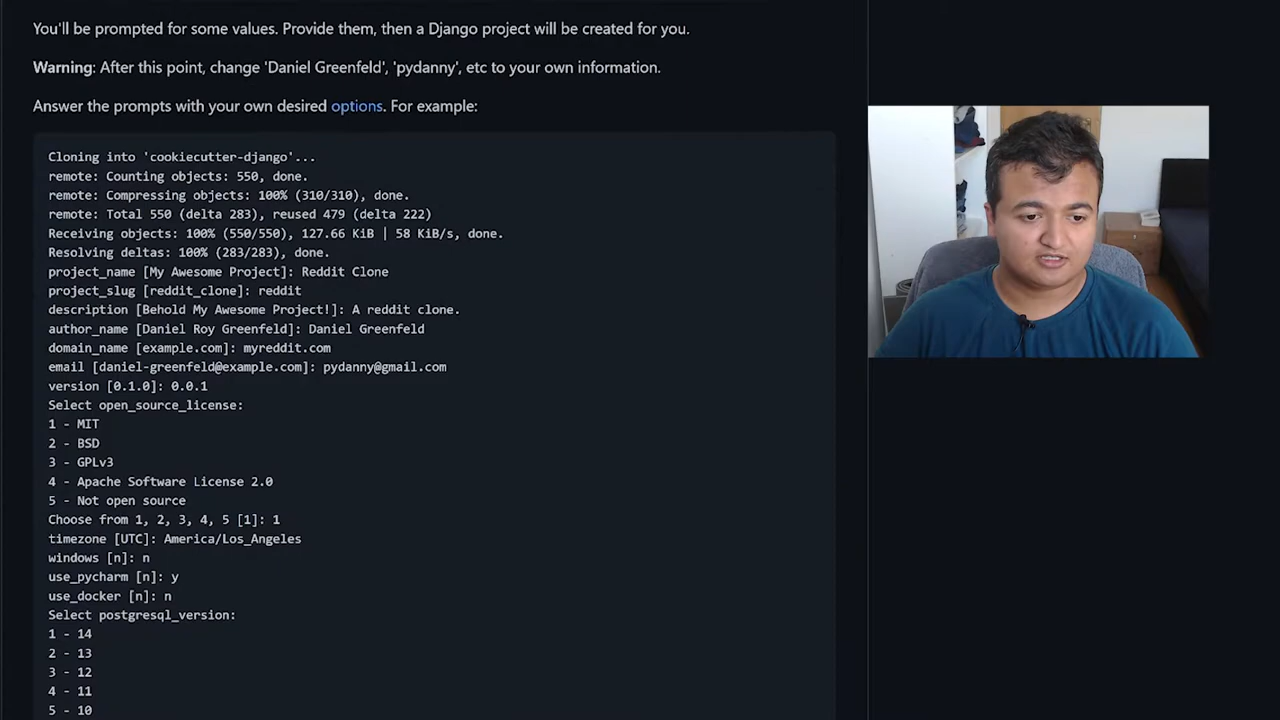 You'll be prompted for some values. Provide them, then a Django project will be created for you.
Warning: After this point, change 'Daniel Greenfeld', 'pydanny', etc to your own information.
Answer the prompts with your own desired options. For example:
Cloning into 'cookiecutter-django'...
remote: Counting objects: 550, done.
remote: Compressing objects: 100% (310/310), done.
remote: Total 550 (delta 283), reused 479 (delta 222)
Receiving objects: 100% (550/550), 127.66 KiB | 58 KiB/s, done.
Resolving deltas: 100% (283/283), done.
project_name [My Awesome Project]: Reddit Clone
project_slug [reddit_clone]: reddit
description [Behold My Awesome Project!]: A reddit clone.
author_name [Daniel Roy Greenfeld]: Daniel Greenfeld
domain_name [example.com]: myreddit.com
email [daniel-greenfeld@example.com]: pydanny@gmail.com
version [0.1.0]: 0.0.1
Select open_source_license:
1 - MIT
2 - BSD
3 - GPLv3
4 - Apache Software License 2.0
5 - Not open source
Choose from 1, 2, 3, 4, 5 [1]: 1
timezone [UTC]: America/Los_Angeles
windows [n]: n
use_pycharm [n]: y
use_docker [n]: n
Select postgresql_version:
1 - 14
2 - 13
3 - 12
4 - 11
5 - 10